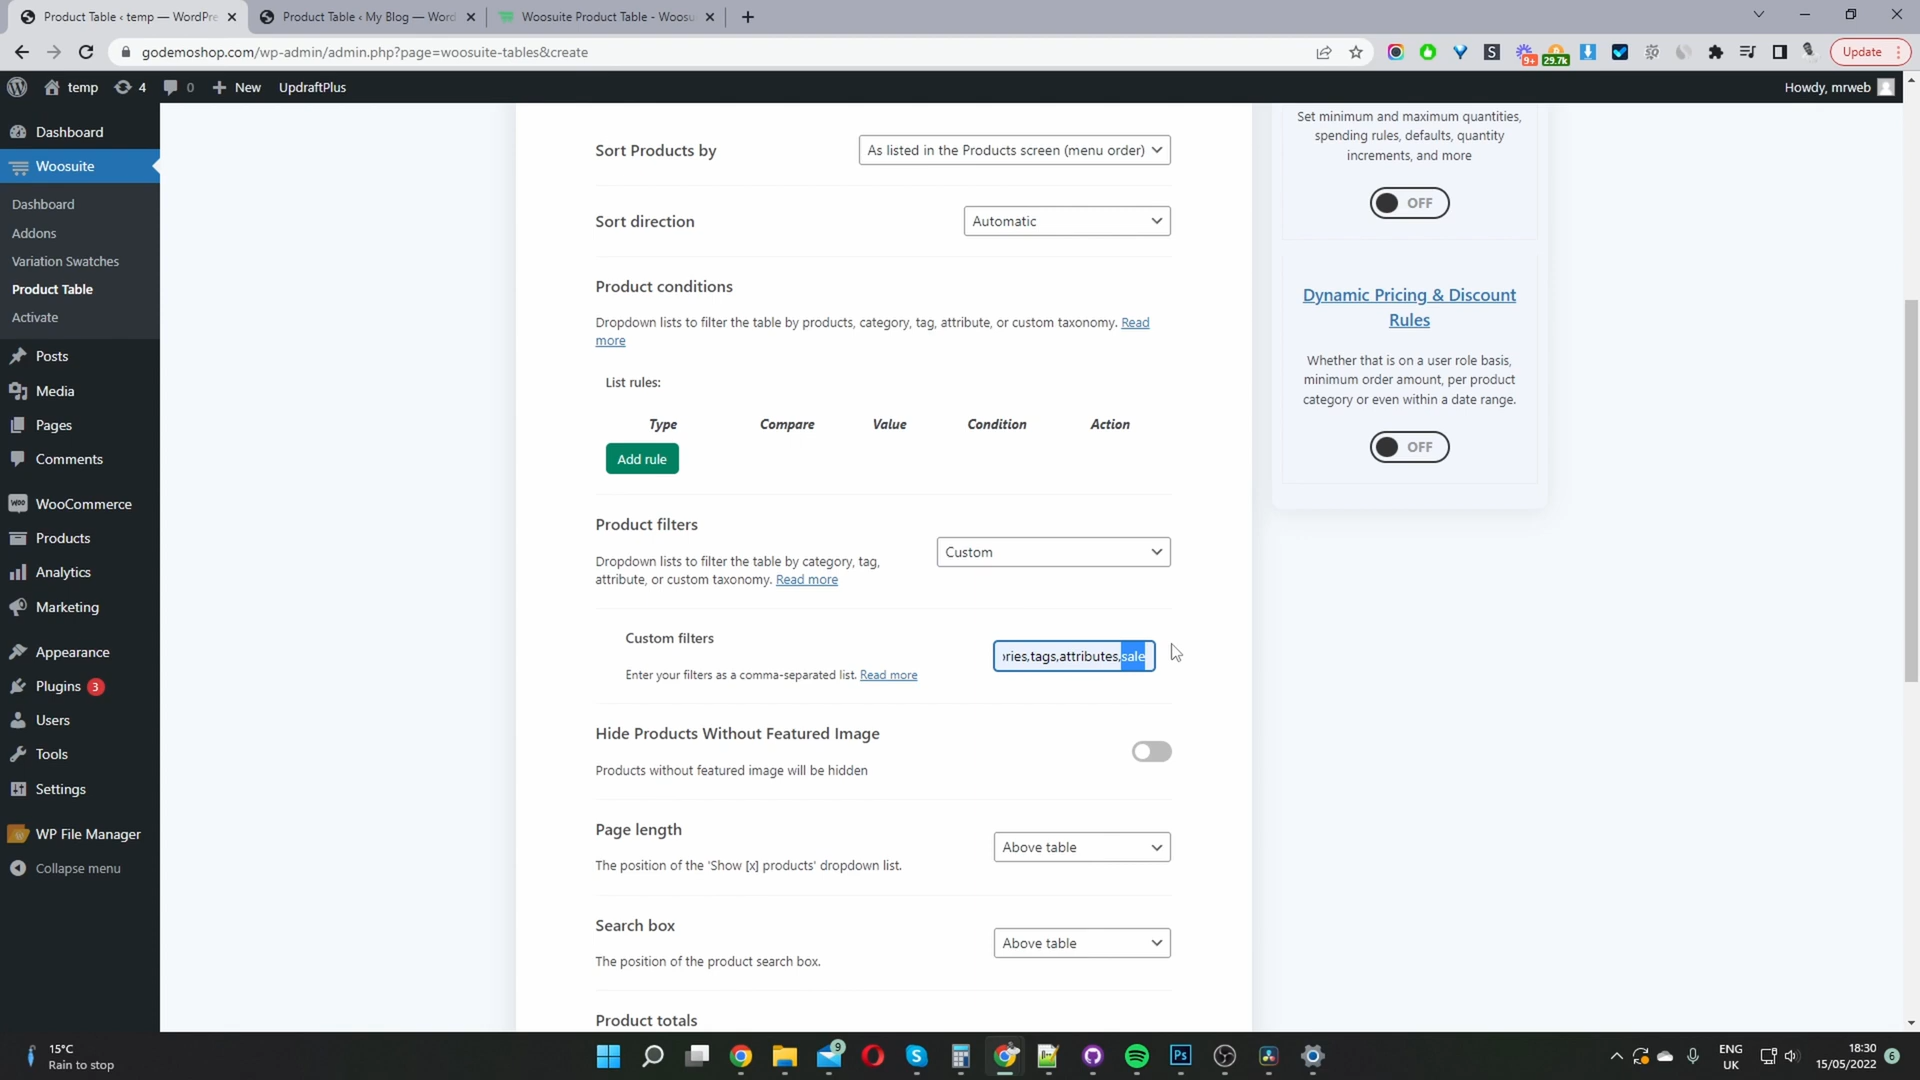 Product Table ‹ temp — WordPre
Product Table ‹ My Blog — Word
Woosuite Product Table - Woosu
godemoshop.com/wp-admin/admin.php?page=woosuite-tables&create
9+
29.7k
S
Update
temp
4
0
New
UpdraftPlus
Howdy, mrweb
Dashboard
Woosuite
Dashboard
Addons
Variation Swatches
Product Table
Activate
Posts
Media
Pages
Comments
WooCommerce
Products
Analytics
Marketing
Appearance
Plugins 3
Users
Tools
Settings
WP File Manager
Collapse menu
Sort Products by
As listed in the Products screen (menu order)
Sort direction
Automatic
Product conditions
Dropdown lists to filter the table by products, category, tag, attribute, or custom taxonomy. Read
more
List rules:
Type Compare Value Condition Action
Add rule
Product filters
Custom
Dropdown lists to filter the table by category, tag,
attribute, or custom taxonomy. Read more
Custom filters
ries,tags,attributes,sale
Enter your filters as a comma-separated list. Read more
Hide Products Without Featured Image
Products without featured image will be hidden
Page length
Above table
The position of the 'Show [x] products' dropdown list.
Search box
Above table
The position of the product search box.
Product totals
Set minimum and maximum quantities,
spending rules, defaults, quantity
increments, and more
OFF
Dynamic Pricing & Discount
Rules
Whether that is on a user role basis,
minimum order amount, per product
category or even within a date range.
OFF
15°C
Rain to stop
9
Ps
ENG
UK
18:30
15/05/2022
6